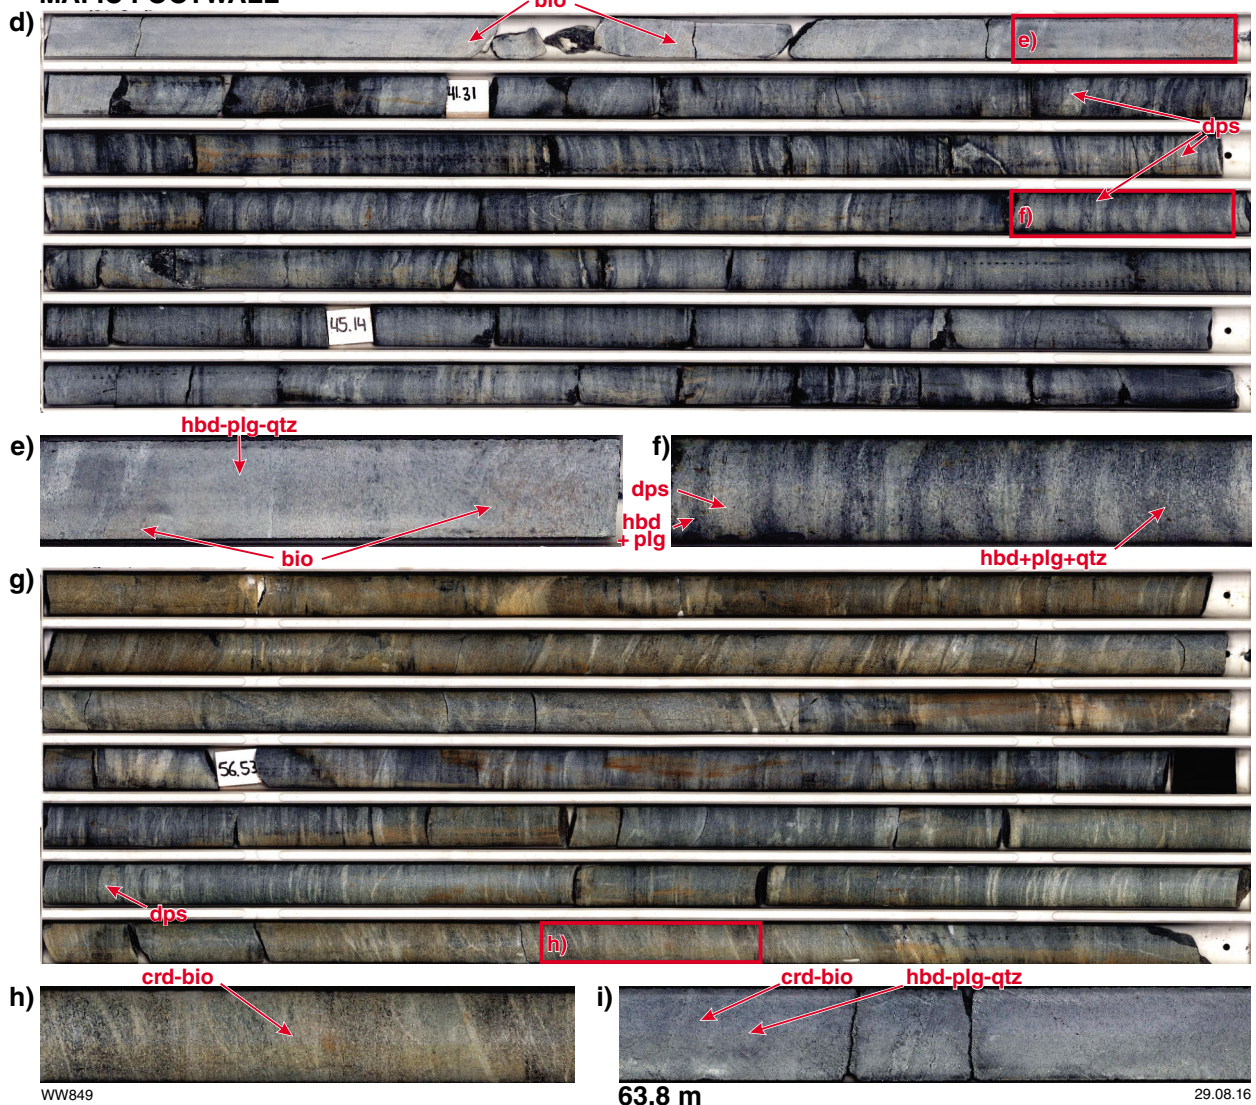 MAFIC FOOTWALL
d)
bio
e)
41.31
dps
f)
45.14
e)
hbd-plg-qtz
bio
f)
dps
hbd
+ plg
hbd+plg+qtz
g)
56.53
dps
h)
h)
crd-bio
i)
crd-bio
hbd-plg-qtz
WW849
63.8 m
29.08.16